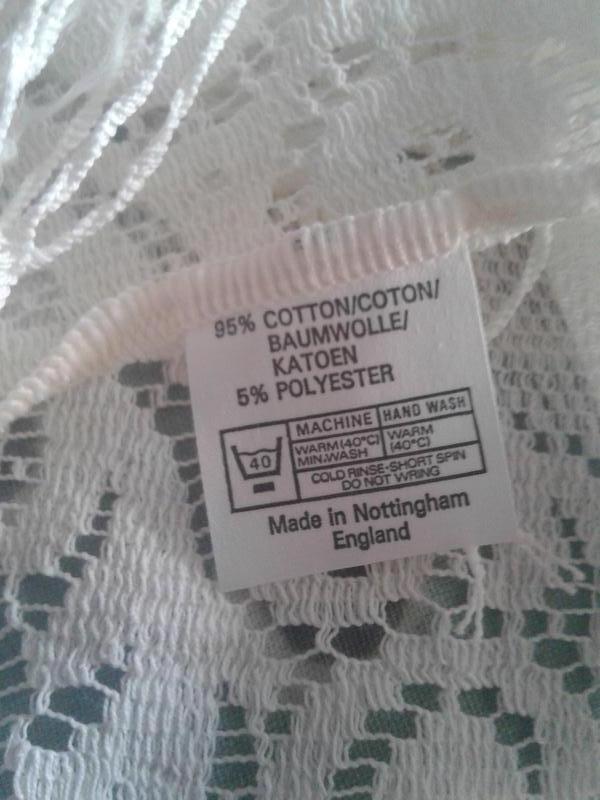 95% COTTON/COTON/
BAUMWOLLE/
KATOEN
5% POLYESTER
40
MACHINE HAND WASH
WARM(40°C) WARM
MIN.WASH (40°C)
COLD RINSE-SHORT SPIN
DO NOT WRING
Made in Nottingham
England